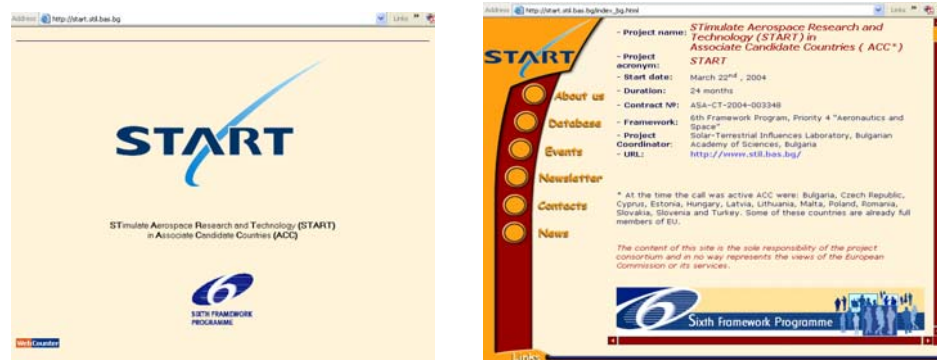 Address http://start.stil.bas.bg Links
START
STimulate Aerospace Research and Technology (START)
in Associate Candidate Countries (ACC)
6
SIXTH FRAMEWORK
PROGRAMME
WebCounter
Address http://start.stil.bas.bg/index_bg.html Links
START
About us
Database
Events
Newsletter
Contacts
News
Links
- Project name: STimulate Aerospace Research and
Technology (START) in
Associate Candidate Countries ( ACC*)
- Project
acronym: START
- Start date: March 22nd , 2004
- Duration: 24 months
- Contract Nº: ASA-CT-2004-003348
- Framework: 6th Framework Program, Priority 4 "Aeronautics and
Space"
- Project
Coordinator: Solar-Terrestrial Influences Laboratory, Bulgarian
Academy of Sciences, Bulgaria
- URL: http://www.stil.bas.bg/
* At the time the call was active ACC were: Bulgaria, Czech Republic,
Cyprus, Estonia, Hungary, Latvia, Lithuania, Malta, Poland, Romania,
Slovakia, Slovenia and Turkey. Some of these countries are already full
members of EU.
The content of this site is the sole responsibility of the project
consortium and in no way represents the views of the European
Commission or its services.
6 Sixth Framework Programme